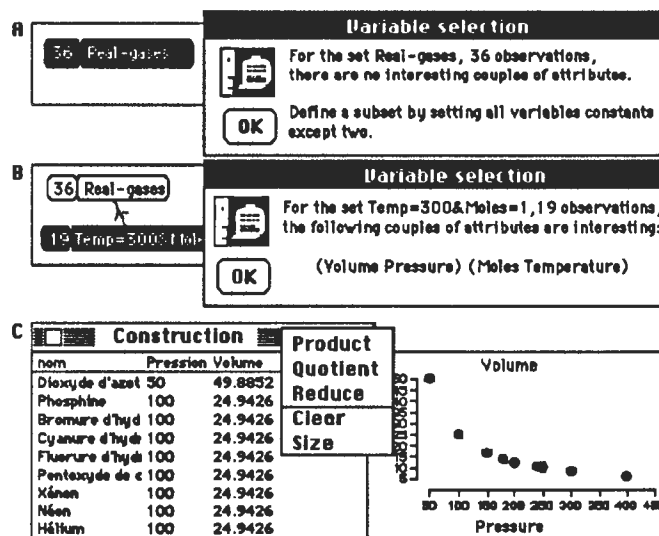 A
36 Real-gases
Variable selection
For the set Real-gases, 36 observations,
there are no interesting couples of attributes.
Define a subset by setting all variables constants
except two.
OK
B
36 Real-gases
19 Temp=300&Mo
Variable selection
For the set Temp=300&Moles=1,19 observations,
the following couples of attributes are interesting:
(Volume Pressure) (Moles Temperature)
OK
C
Construction
Product
Quotient
Reduce
Clear
Size
nom Pression Volume
Dioxyde d'azot 50 49.8852
Phosphine 100 24.9426
Bromure d'hyd 100 24.9426
Cyanure d'hydr 100 24.9426
Fluorure d'hyd 100 24.9426
Pentoxyde de c 100 24.9426
Xénon 100 24.9426
Néon 100 24.9426
Hélium 100 24.9426
Volume
50 100 150 200 250 300 350 400 450
Pressure